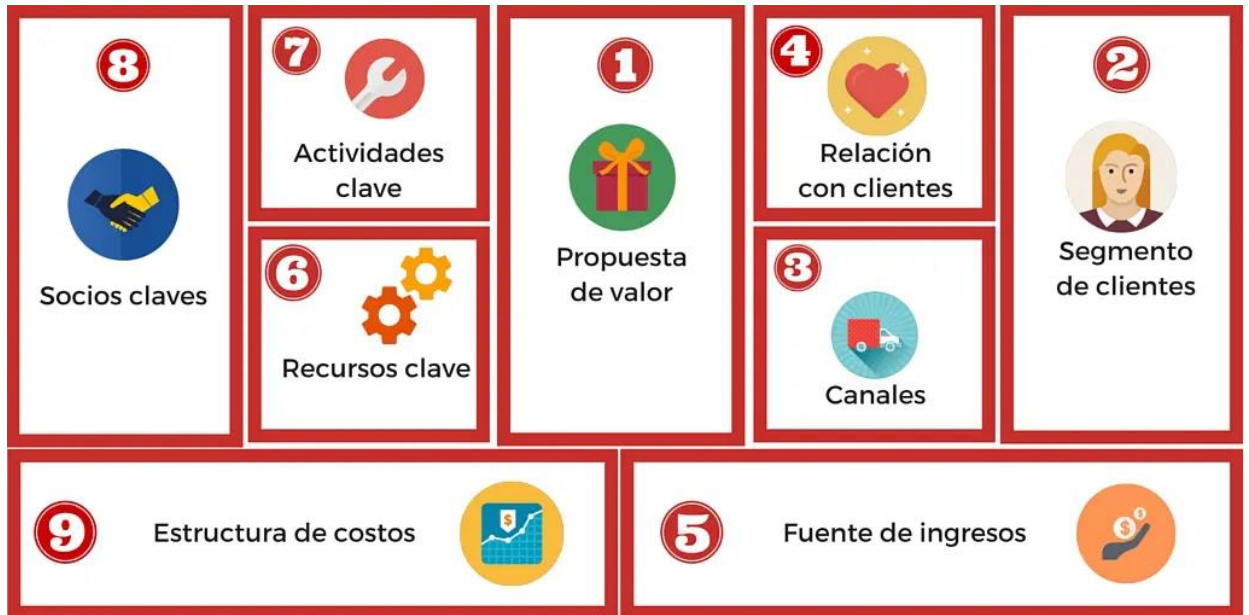 8
Socios claves
7
Actividades
clave
6
Recursos clave
1
Propuesta
de valor
4
Relación
con clientes
3
Canales
2
Segmento
de clientes
9
Estructura de costos
$
5
Fuente de ingresos
$
$